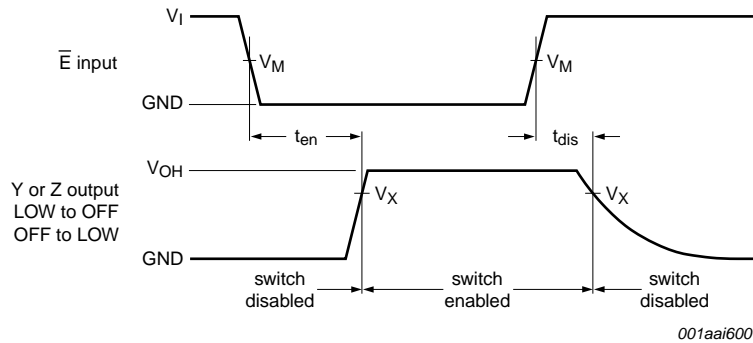 V_I
E̅ input
V_M
V_M
GND
t_en
t_dis
V_OH
Y or Z output
LOW to OFF
OFF to LOW
V_X
V_X
GND
switch
disabled
switch
enabled
switch
disabled
001aai600